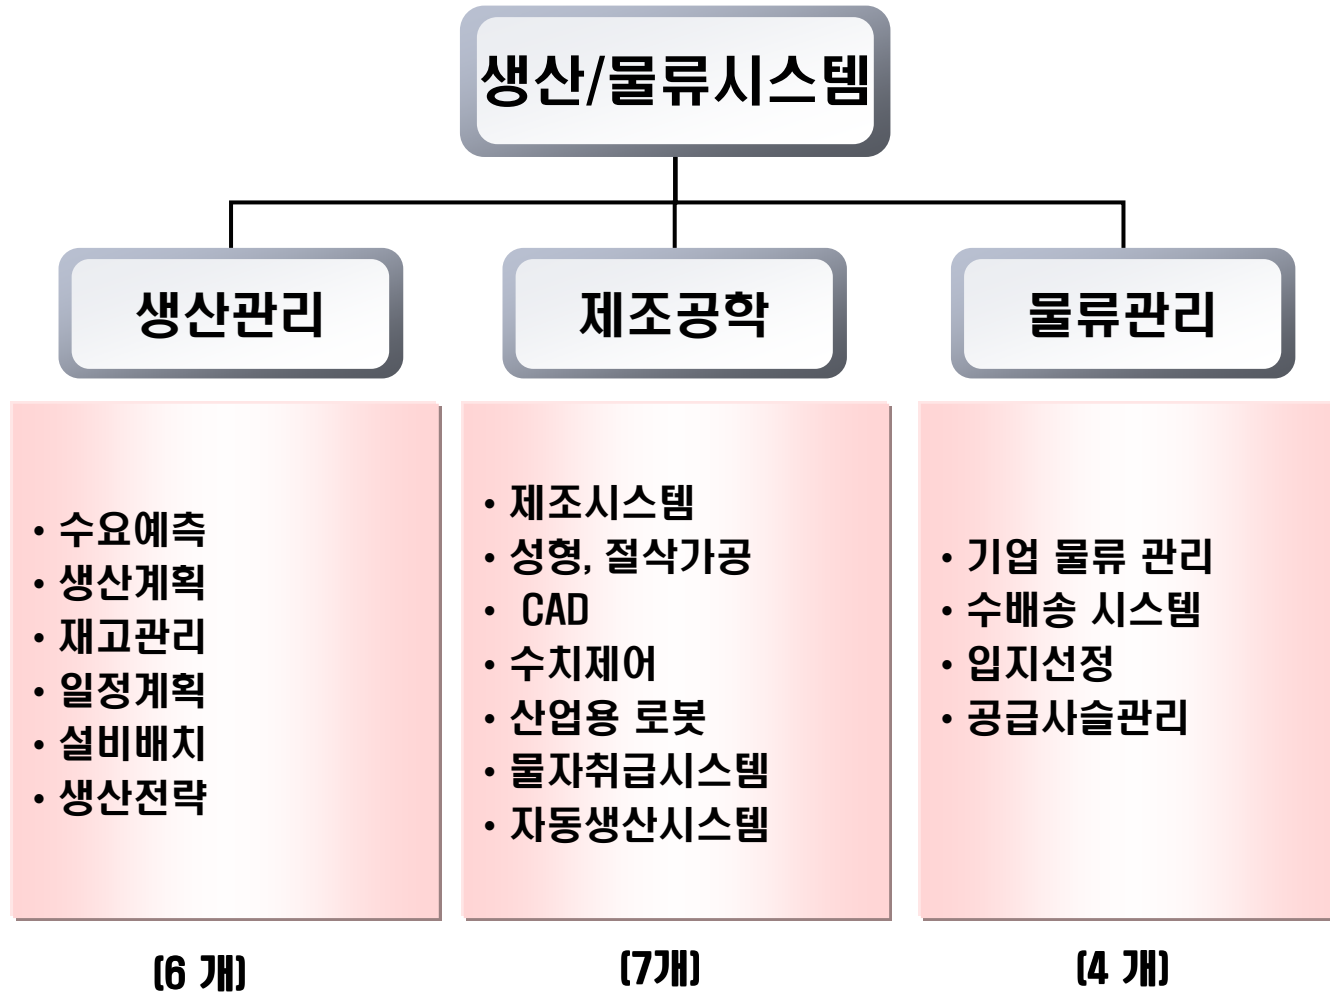 생산/물류시스템
생산관리
제조공학
물류관리
• 수요예측
• 생산계획
• 재고관리
• 일정계획
• 설비배치
• 생산전략
• 제조시스템
• 성형, 절삭가공
• CAD
• 수치제어
• 산업용 로봇
• 물자취급시스템
• 자동생산시스템
• 기업 물류 관리
• 수배송 시스템
• 입지선정
• 공급사슬관리
(6 개)
(7개)
(4 개)